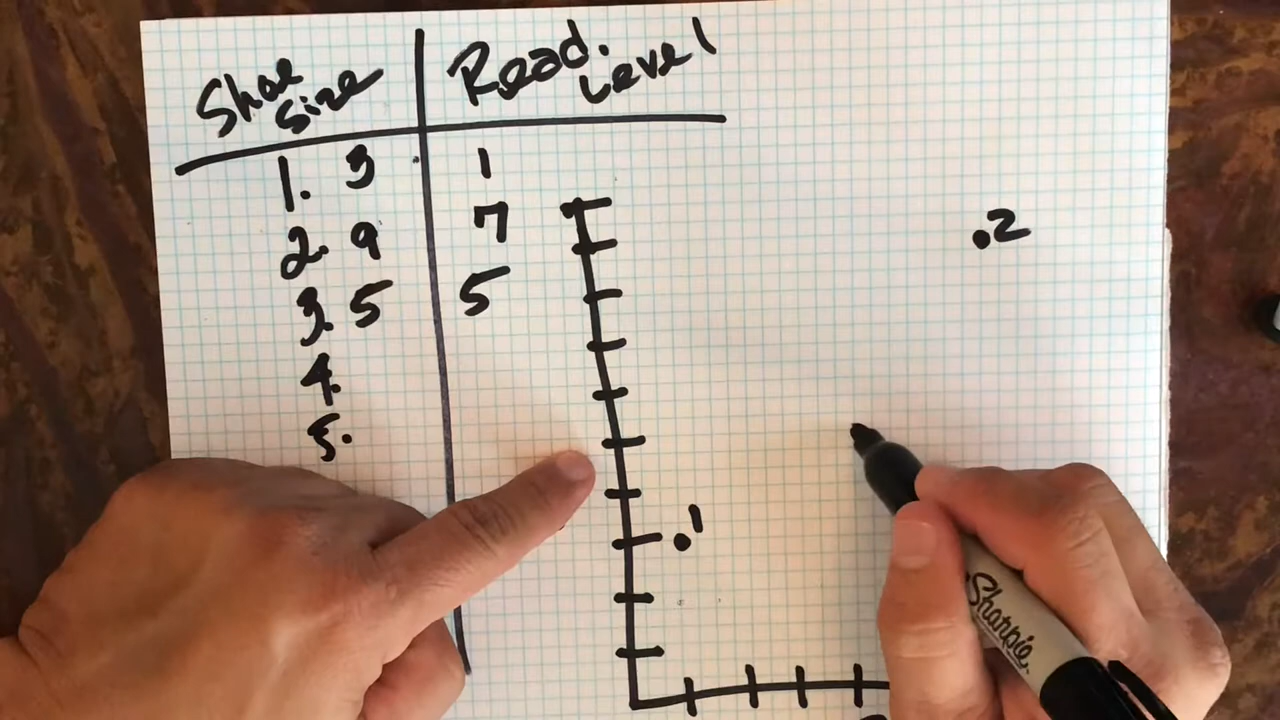 Shoe Read.
Size Level
1. 3 1
2. 9 7
3. 5 5
4.
5.
.2
.1
Sharpie.